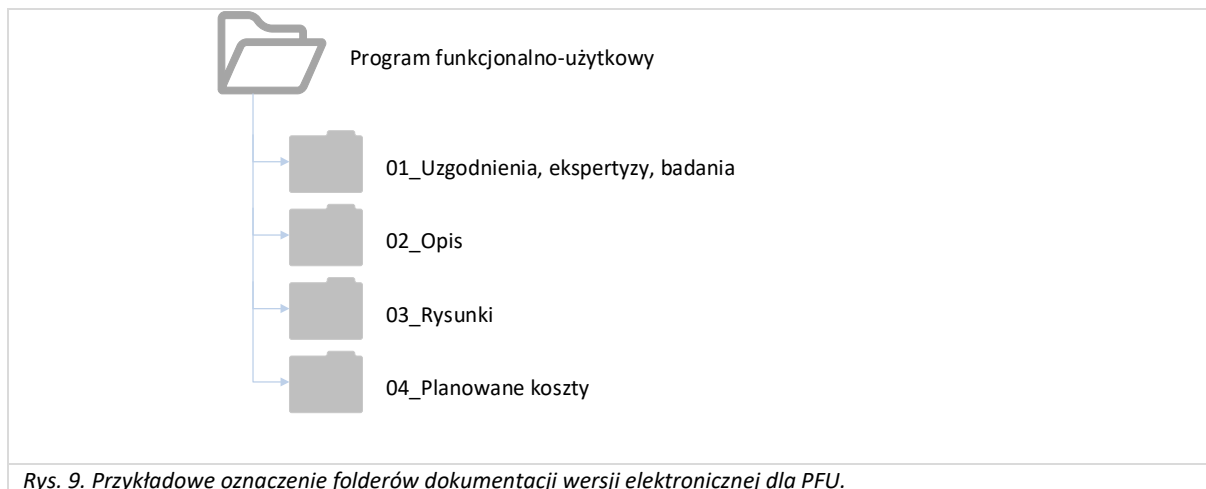 Program funkcjonalno-użytkowy
01_Uzgodnienia, ekspertyzy, badania
02_Opis
03_Rysunki
04_Planowane koszty
Rys. 9. Przykładowe oznaczenie folderów dokumentacji wersji elektronicznej dla PFU.